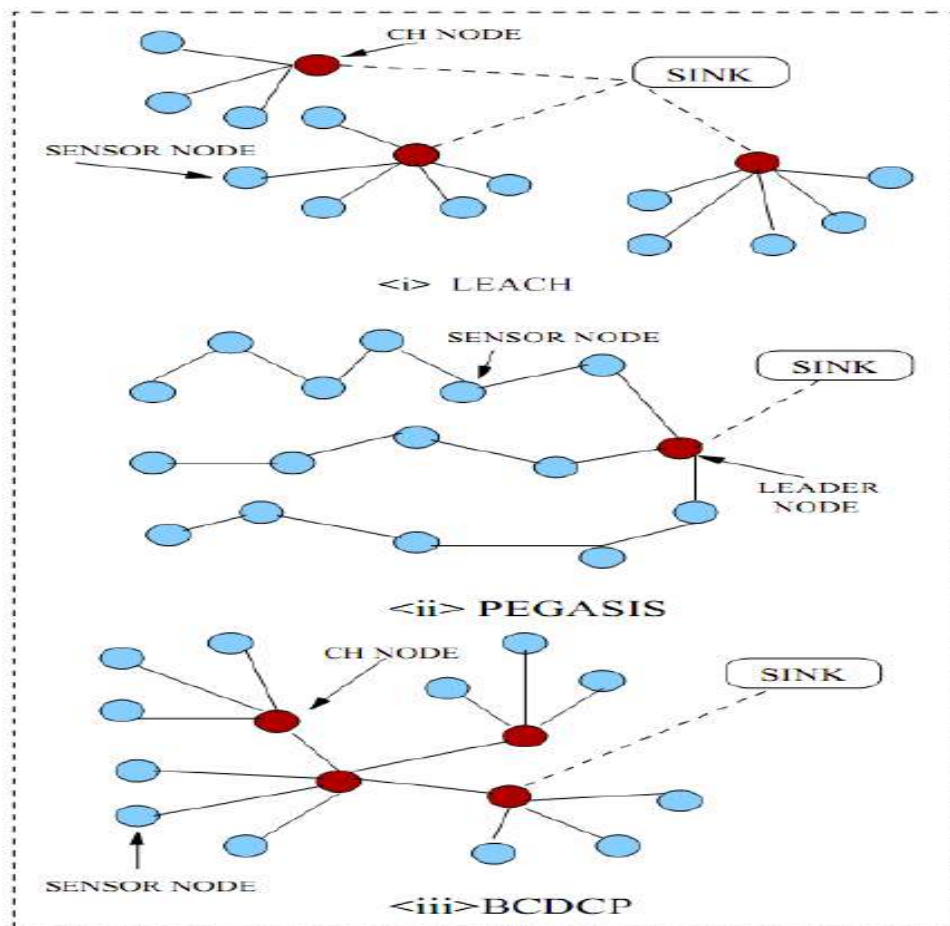 CH NODE
SINK
SENSOR NODE
<i> LEACH
SENSOR NODE
SINK
LEADER
NODE
<ii> PEGASIS
CH NODE
SINK
SENSOR NODE
<iii>BCDCP